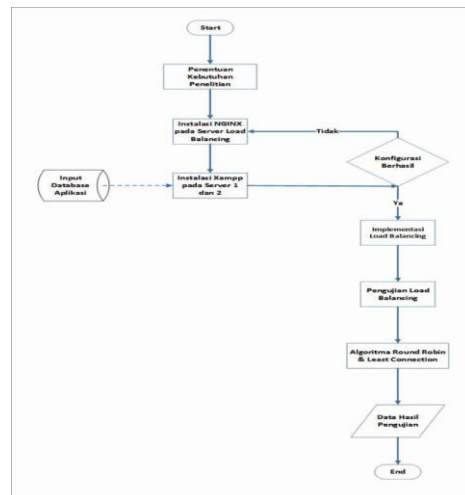 Start
Penentuan
Kebutuhan
Penelitian
Instalasi NGINX
pada Server Load
Balancing
Tidak
Konfigurasi
Berhasil
Input
Database
Aplikasi
Instalasi Xampp
pada Server 1
dan 2
Ya
Implementasi
Load Balancing
Pengujian Load
Balancing
Algoritma Round Robin
& Least Connection
Data Hasil
Pengujian
End